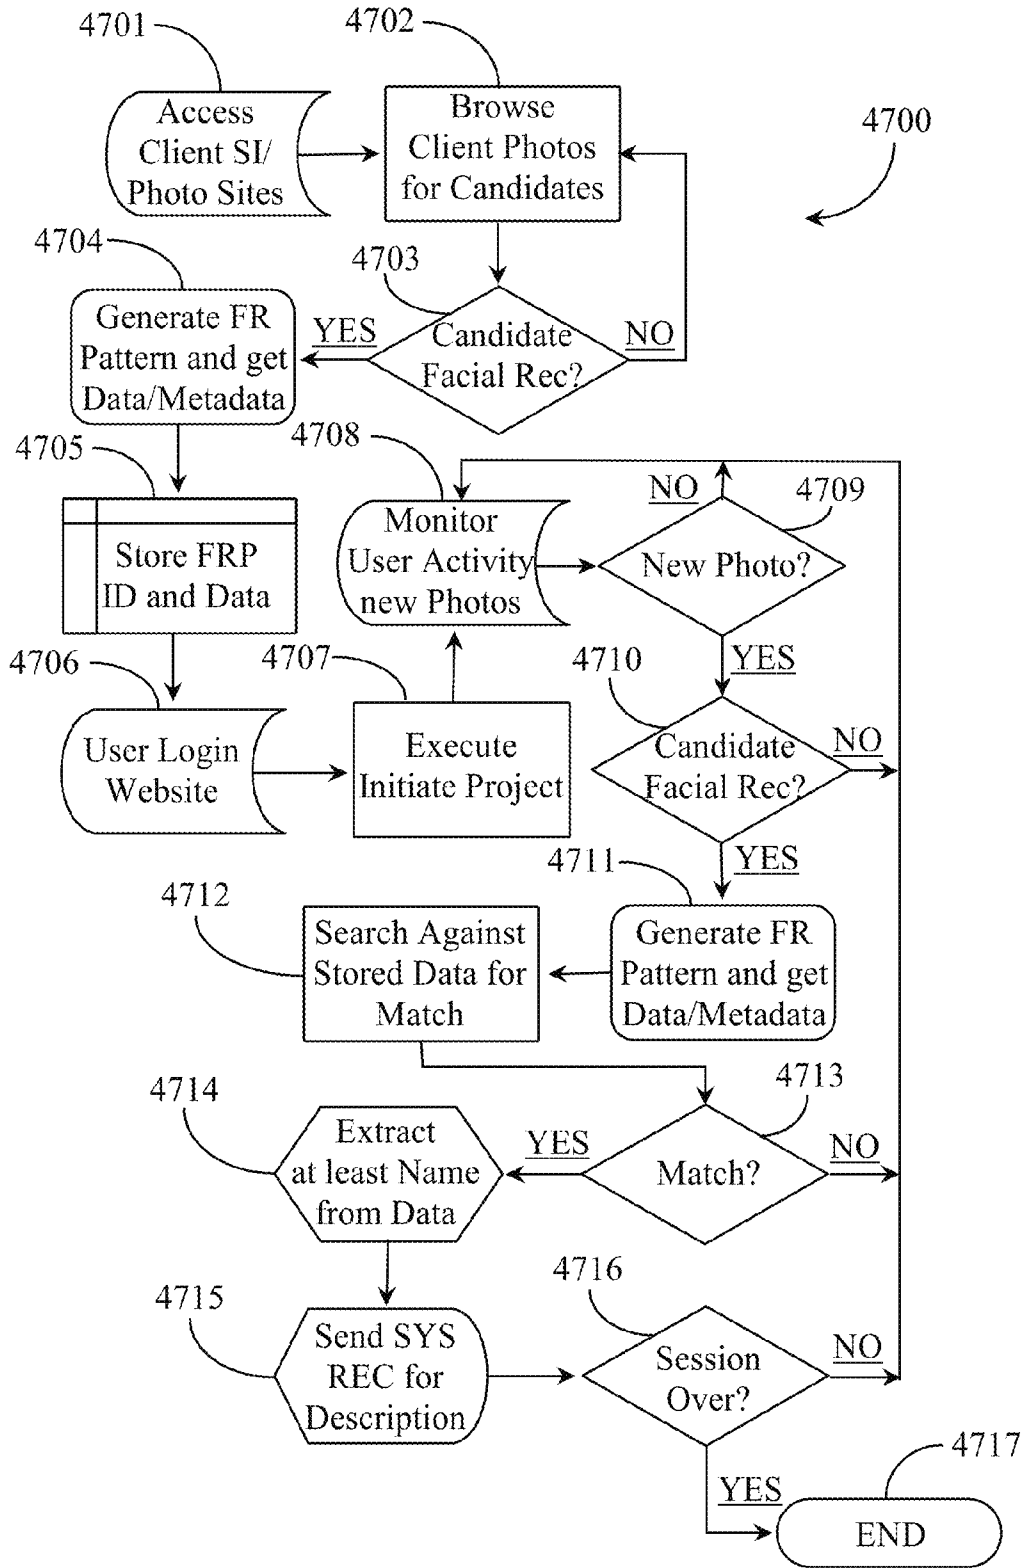 4701
4702
Access
Client SI/
Photo Sites
Browse
Client Photos
for Candidates
4700
4704
4703
Generate FR
Pattern and get
Data/Metadata
YES
Candidate
Facial Rec?
NO
4705
4708
Store FRP
ID and Data
Monitor
User Activity
new Photos
NO
4709
New Photo?
YES
4706
4707
4710
User Login
Website
Execute
Initiate Project
Candidate
Facial Rec?
NO
YES
4711
4712
Search Against
Stored Data for
Match
Generate FR
Pattern and get
Data/Metadata
4713
4714
Extract
at least Name
from Data
YES
Match?
NO
4715
4716
Send SYS
REC for
Description
Session
Over?
NO
YES
4717
END